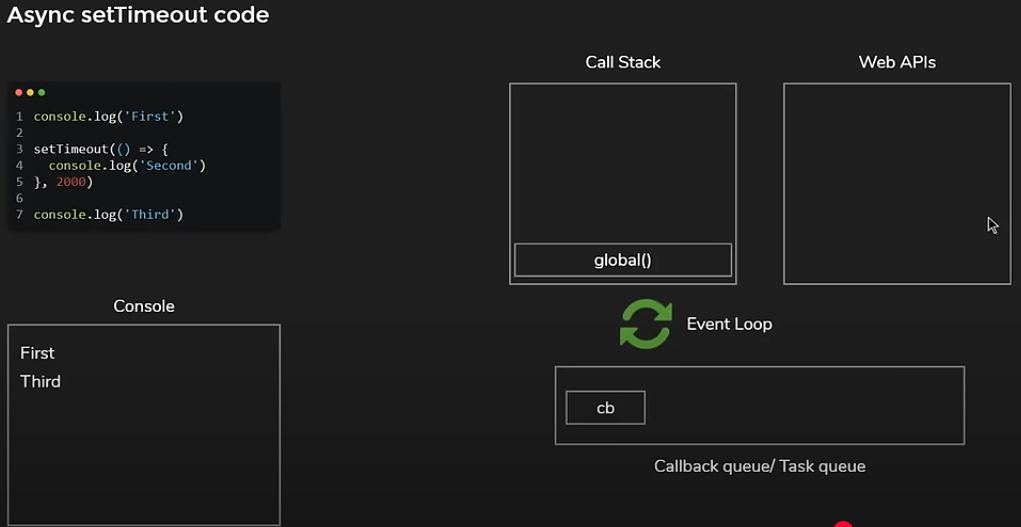 Async setTimeout code
Call Stack
Web APIs
1 console.log('First')
2
3 setTimeout(() => {
4   console.log('Second')
5 }, 2000)
6
7 console.log('Third')
global()
Console
Event Loop
First
Third
cb
Callback queue/ Task queue